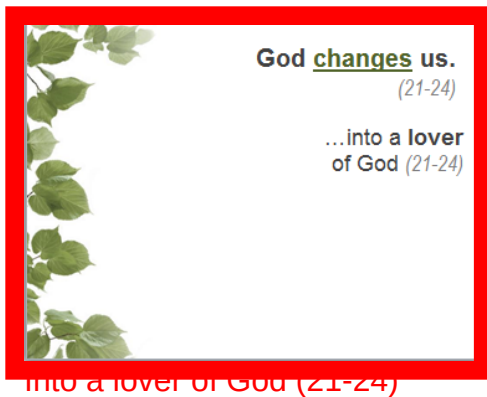 God changes us.
(21-24)
…into a lover
of God (21-24)
into a lover of God (21-24)